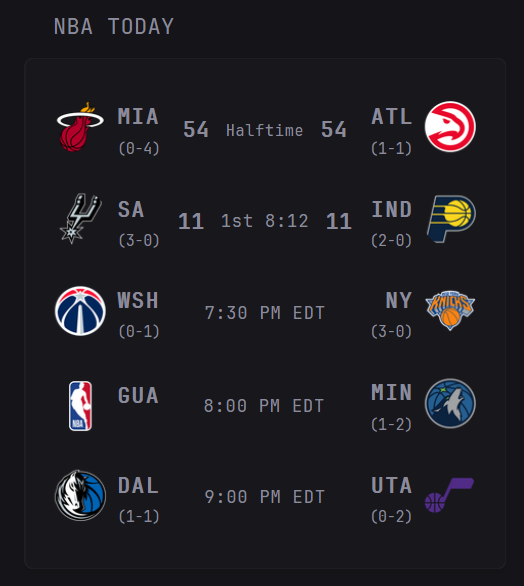 NBA TODAY
MIA 54 Halftime 54 ATL
(0-4) (1-1)
SA 11 1st 8:12 11 IND
(3-0) (2-0)
WSH 7:30 PM EDT NY
(0-1) (3-0)
GUA 8:00 PM EDT MIN
(1-2)
DAL 9:00 PM EDT UTA
(1-1) (0-2)
KNICKS
NBA